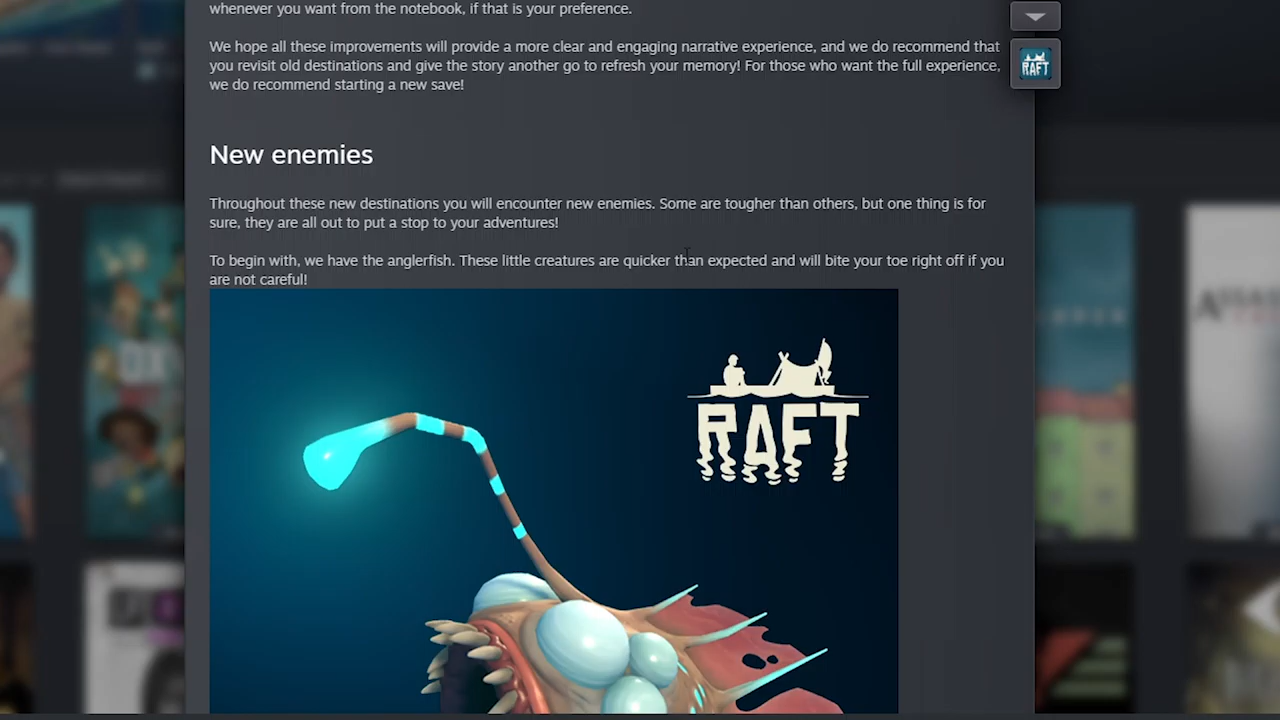 whenever you want from the notebook, if that is your preference.
We hope all these improvements will provide a more clear and engaging narrative experience, and we do recommend that
you revisit old destinations and give the story another go to refresh your memory! For those who want the full experience,
we do recommend starting a new save!
RAFT
New enemies
Throughout these new destinations you will encounter new enemies. Some are tougher than others, but one thing is for
sure, they are all out to put a stop to your adventures!
To begin with, we have the anglerfish. These little creatures are quicker than expected and will bite your toe right off if you
are not careful!
RAFT